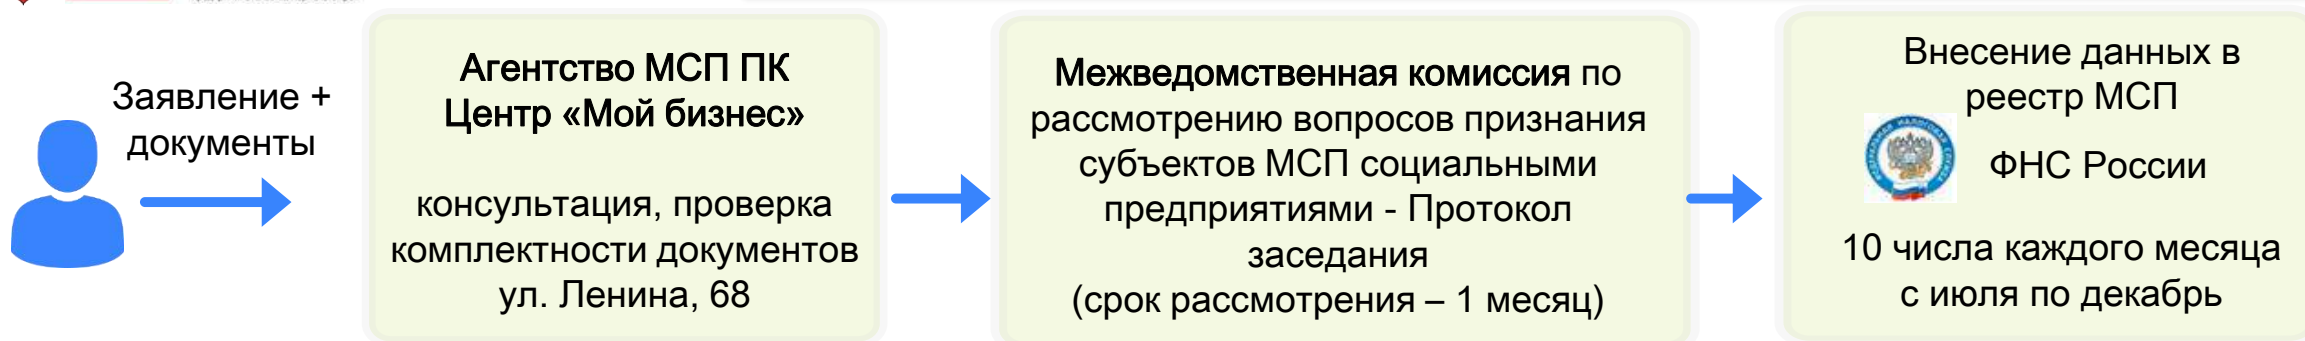 Заявление +
документы
Агентство МСП ПК
Центр «Мой бизнес»
консультация, проверка
комплектности документов
ул. Ленина, 68
Межведомственная комиссия по
рассмотрению вопросов признания
субъектов МСП социальными
предприятиями - Протокол
заседания
(срок рассмотрения – 1 месяц)
Внесение данных в
реестр МСП
ФНС России
10 числа каждого месяца
с июля по декабрь